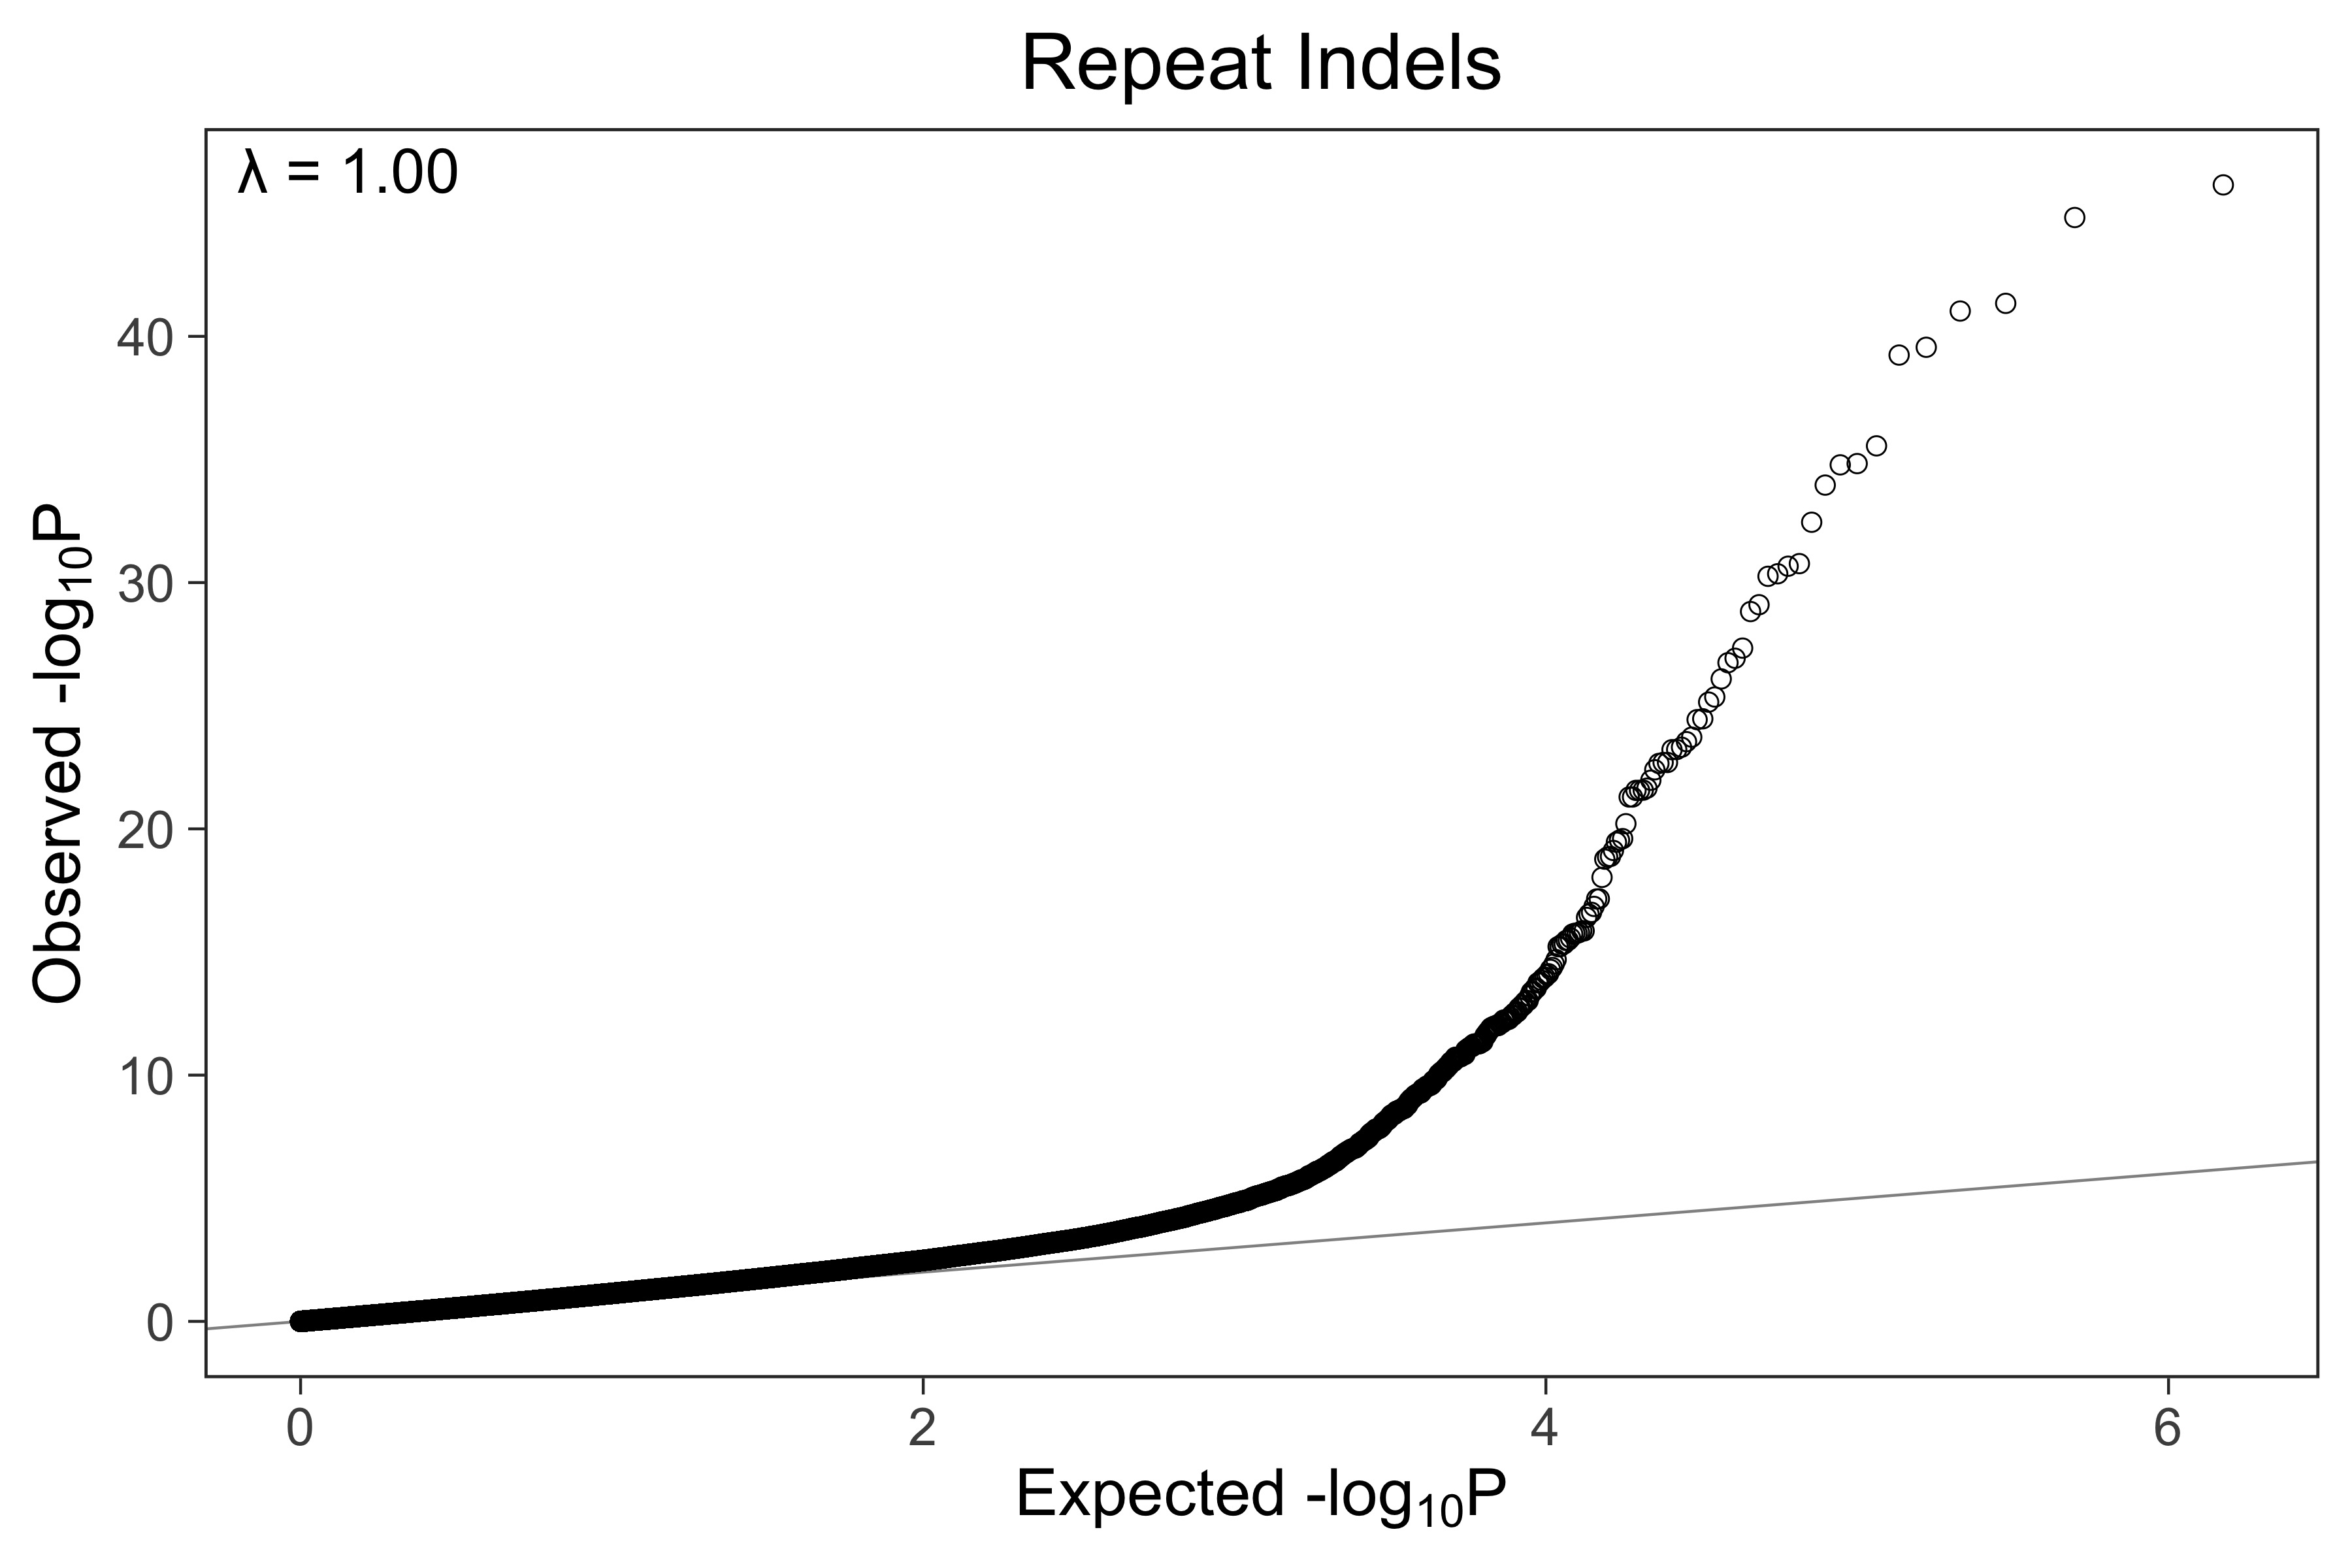 Repeat Indels
λ = 1.00
Observed -log₁₀P
40
30
20
10
0
0 2 4 6
Expected -log₁₀P